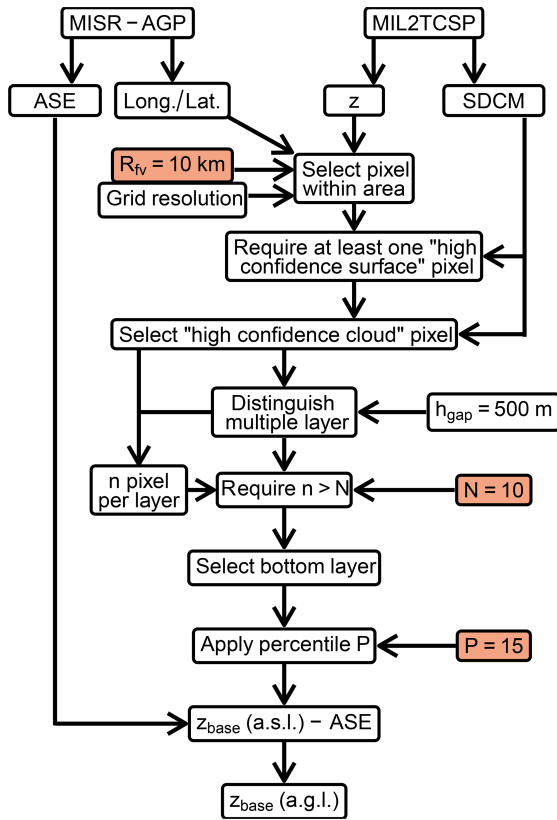 MISR – AGP
MIL2TCSP
ASE
Long./Lat.
z
SDCM
R_fv = 10 km
Grid resolution
Select pixel
within area
Require at least one "high
confidence surface" pixel
Select "high confidence cloud" pixel
Distinguish
multiple layer
h_gap = 500 m
n pixel
per layer
Require n > N
N = 10
Select bottom layer
Apply percentile P
P = 15
z_base (a.s.l.) – ASE
z_base (a.g.l.)